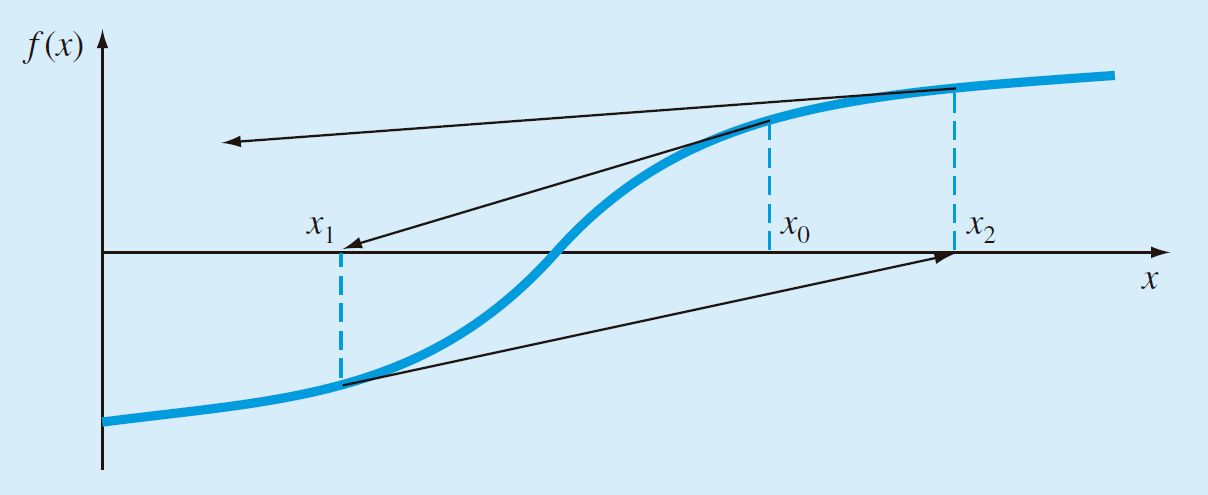 f(x)
x₁
x₀
x₂
x